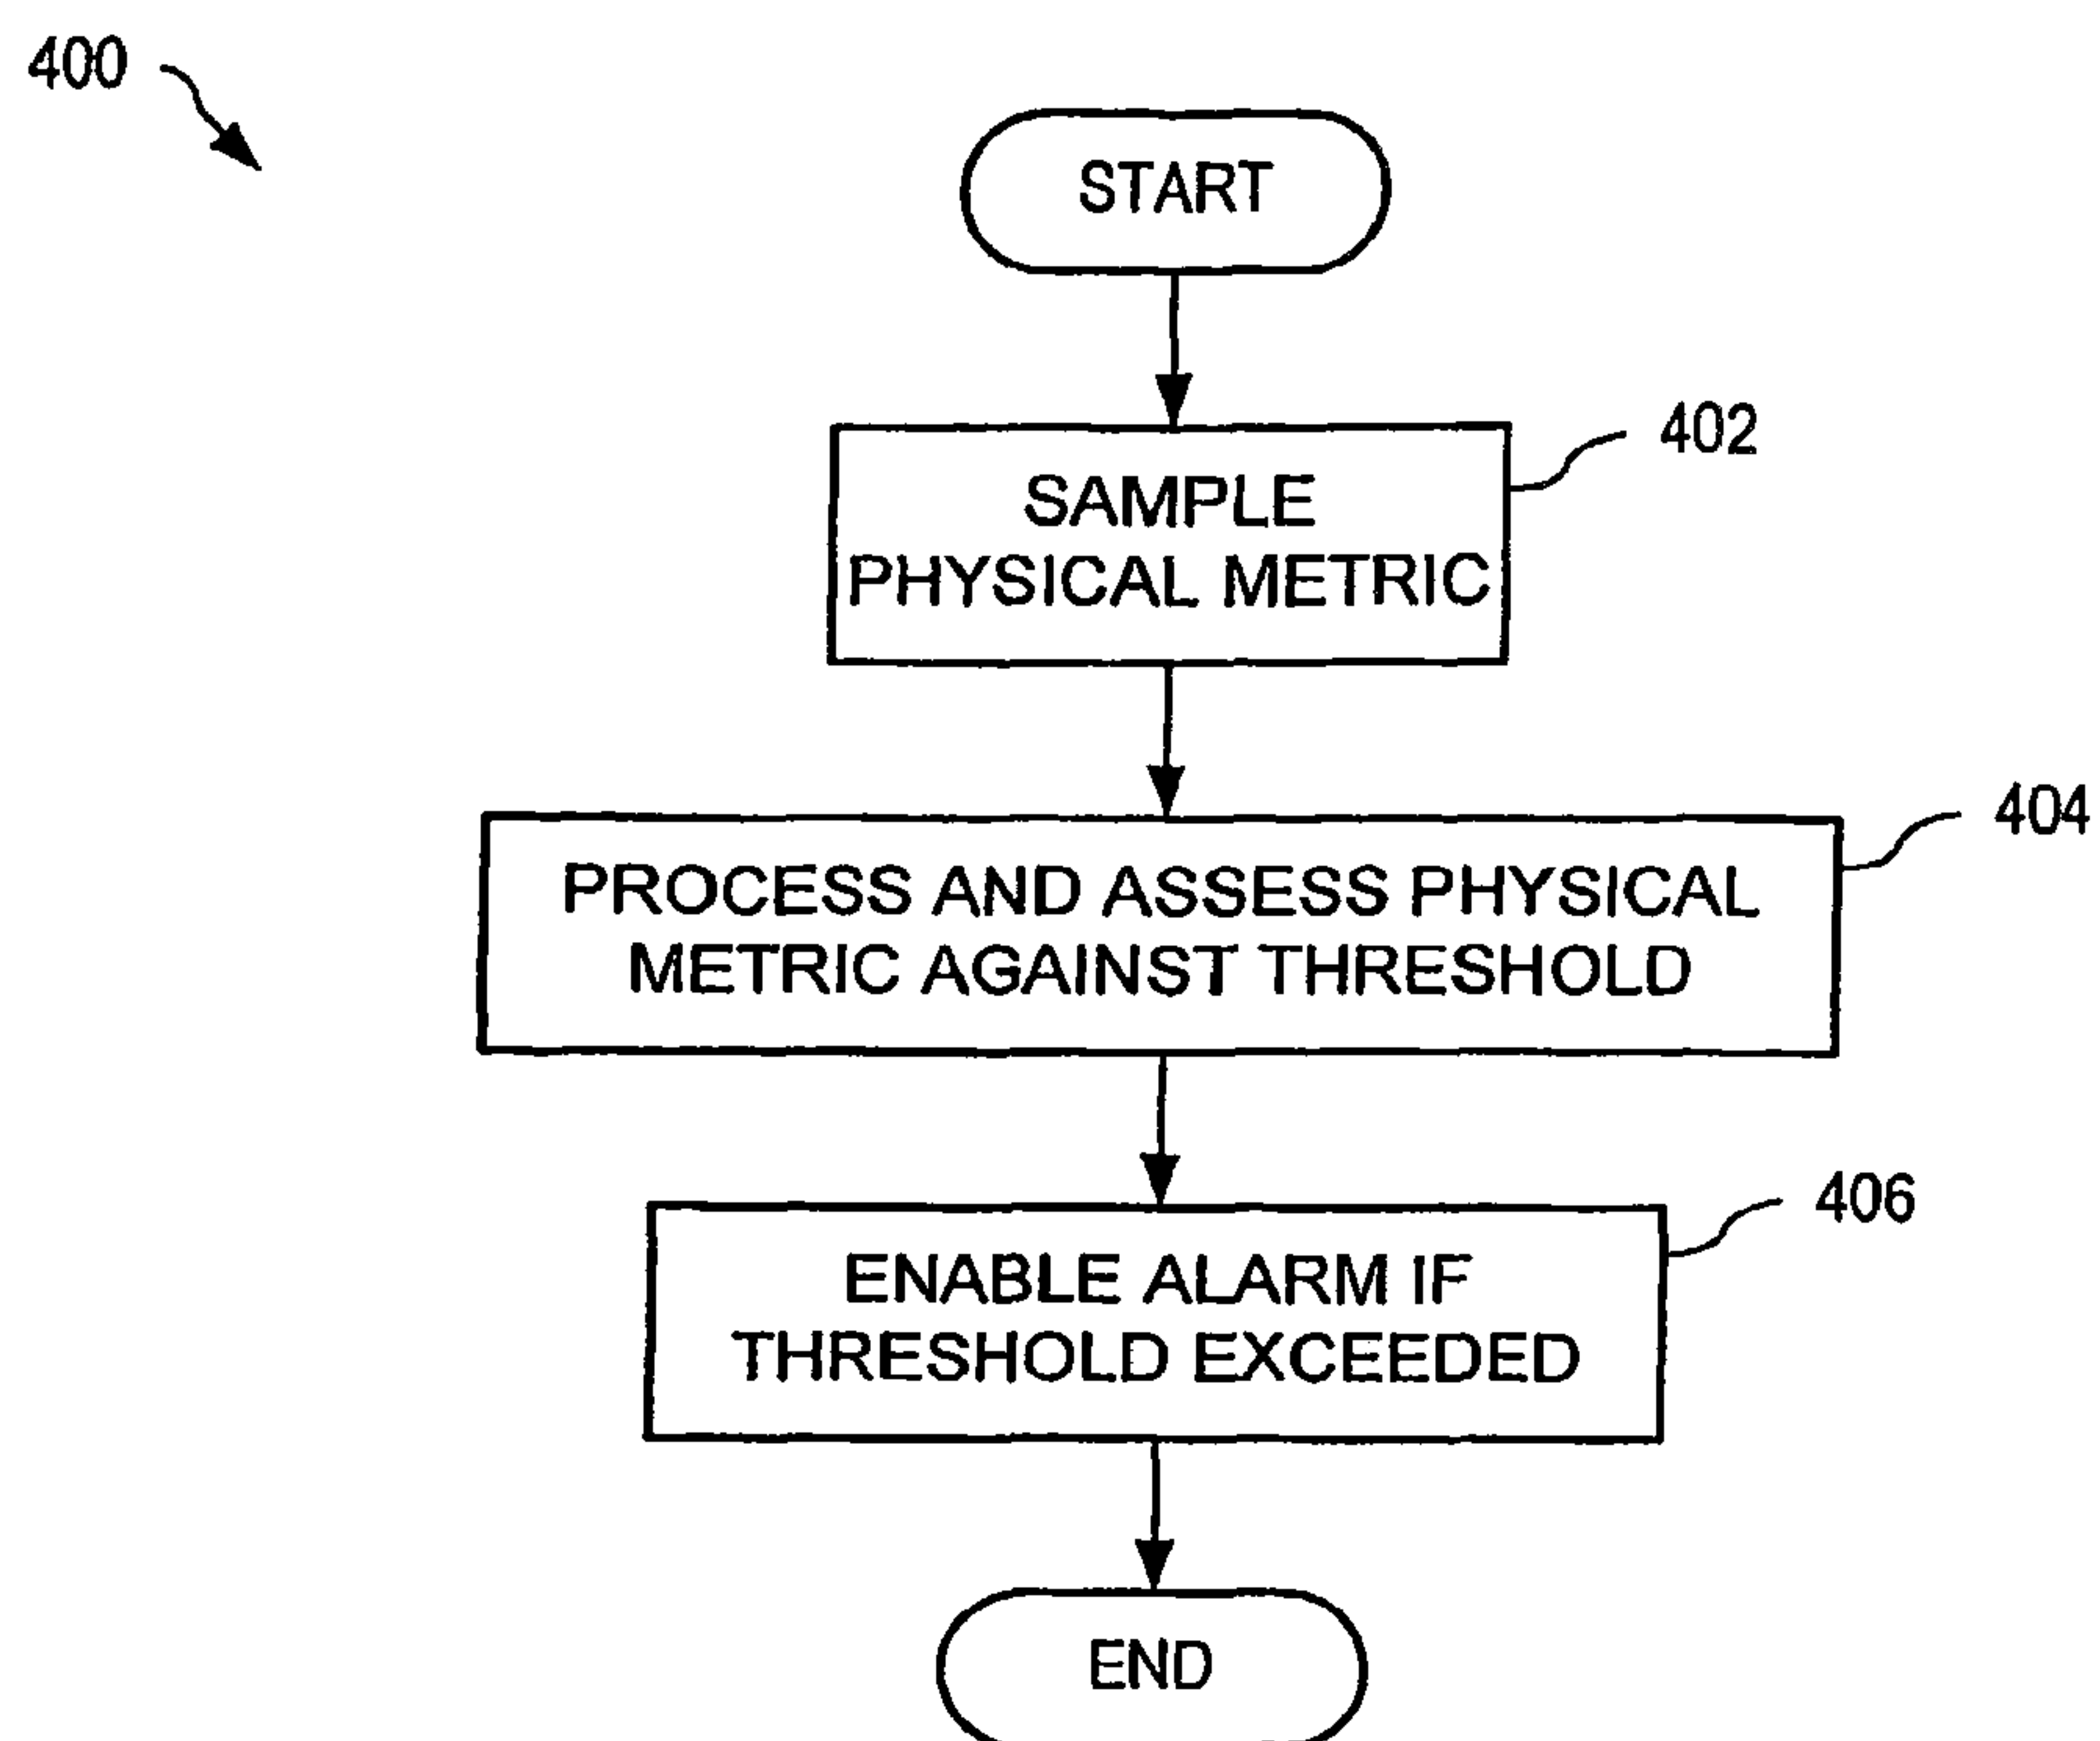 400
START
402
SAMPLE
PHYSICAL METRIC
404
PROCESS AND ASSESS PHYSICAL
METRIC AGAINST THRESHOLD
406
ENABLE ALARM IF
THRESHOLD EXCEEDED
END